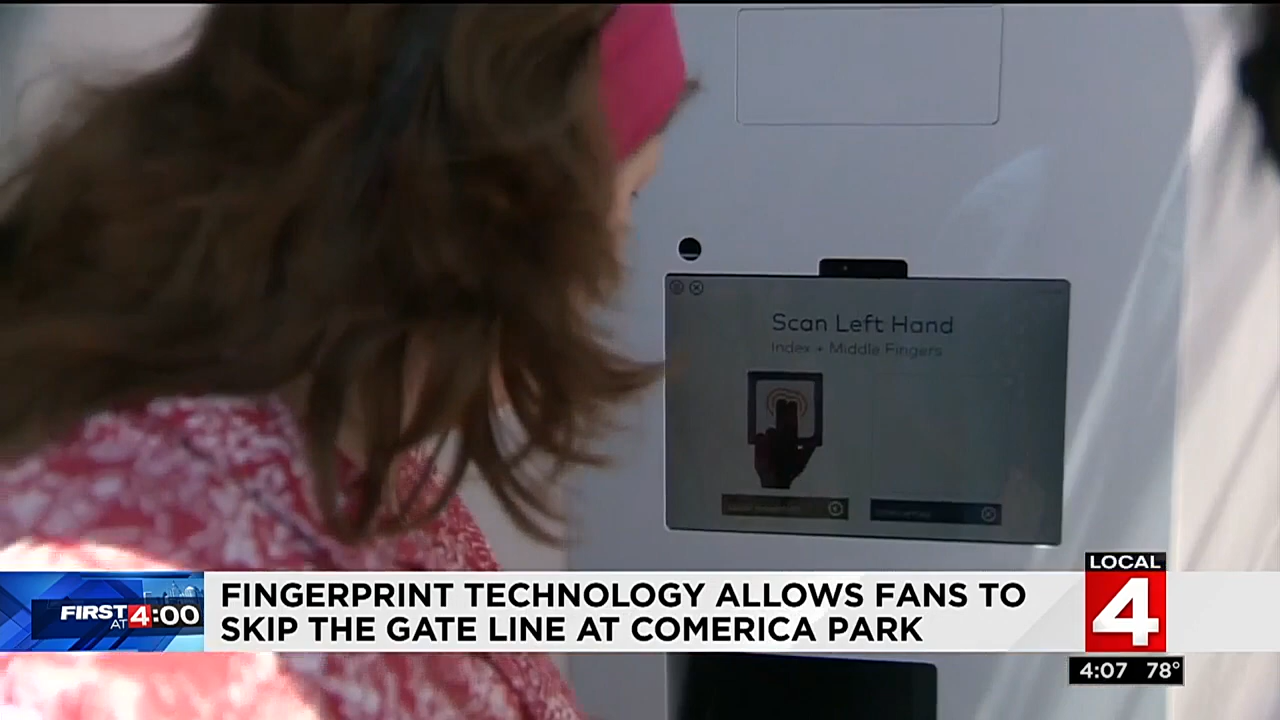 Scan Left Hand
Index + Middle Fingers
FIRST AT 4:00
FINGERPRINT TECHNOLOGY ALLOWS FANS TO
SKIP THE GATE LINE AT COMERICA PARK
LOCAL
4
4:07 78°